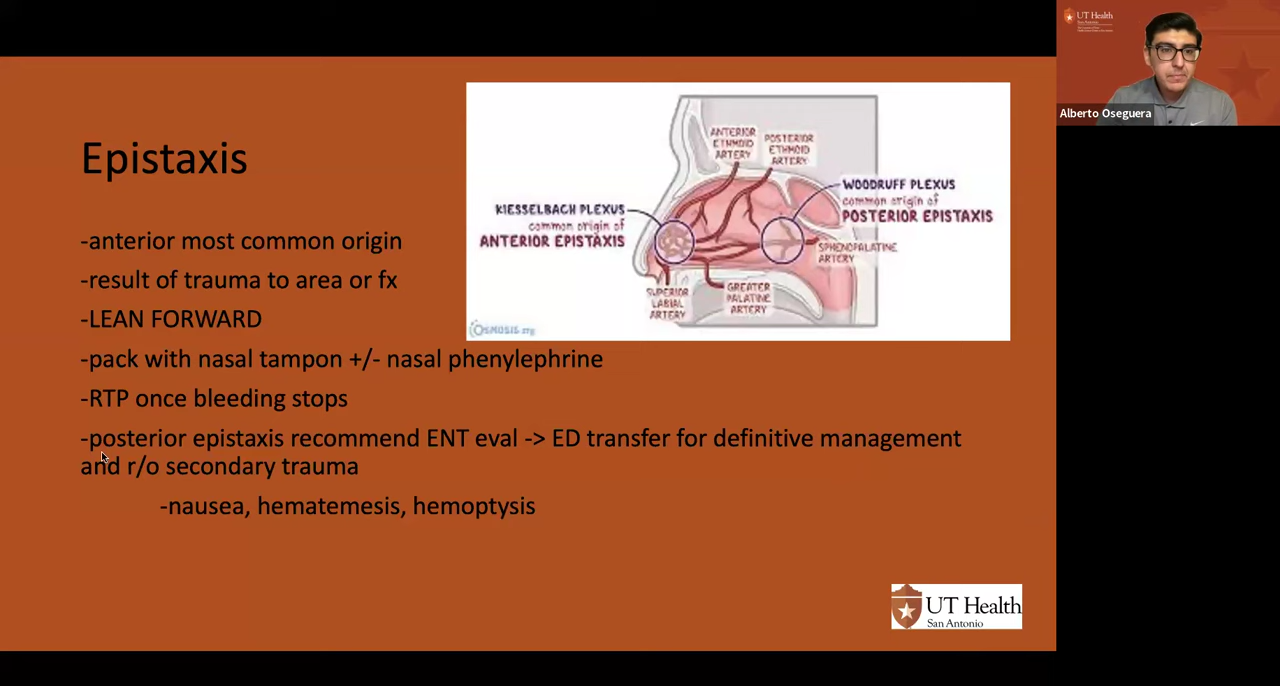 Epistaxis
-anterior most common origin
-result of trauma to area or fx
-LEAN FORWARD
-pack with nasal tampon +/- nasal phenylephrine
-RTP once bleeding stops
-posterior epistaxis recommend ENT eval -> ED transfer for definitive management
and r/o secondary trauma
-nausea, hematemesis, hemoptysis
ANTERIOR
ETHMOID
ARTERY
POSTERIOR
ETHMOID
ARTERY
KIESSELBACH PLEXUS
common origin of
ANTERIOR EPISTAXIS
WOODRUFF PLEXUS
common origin of
POSTERIOR EPISTAXIS
SPHENOPALATINE
ARTERY
SUPERIOR
LABIAL
ARTERY
GREATER
PALATINE
ARTERY
OSMOSIS.org
UT Health
San Antonio
UT Health
San Antonio
Alberto Oseguera